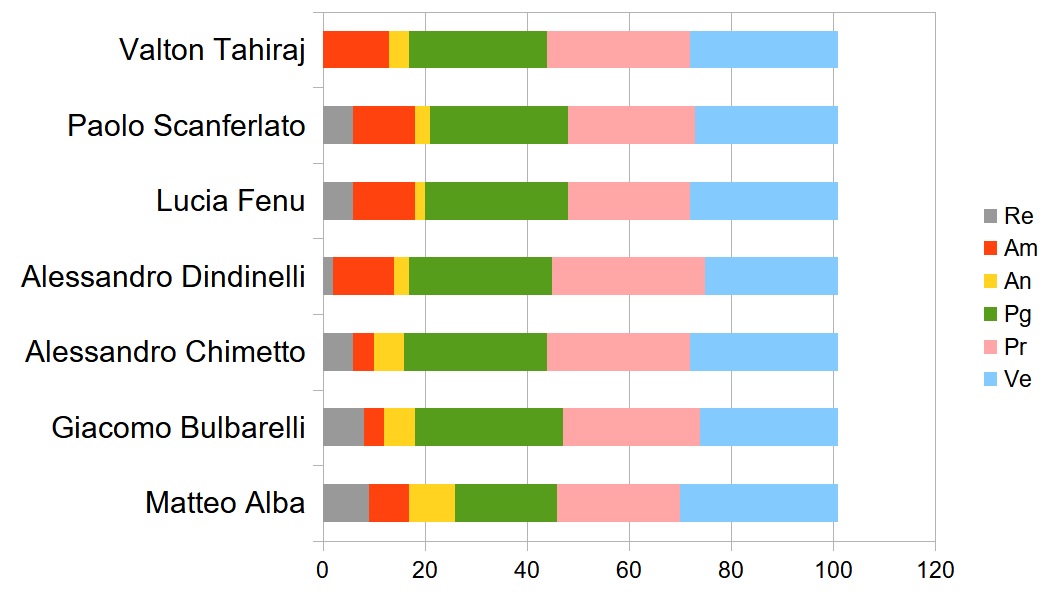 Valton Tahiraj
Paolo Scanferlato
Lucia Fenu
Alessandro Dindinelli
Alessandro Chimetto
Giacomo Bulbarelli
Matteo Alba
0 20 40 60 80 100 120
Re
Am
An
Pg
Pr
Ve